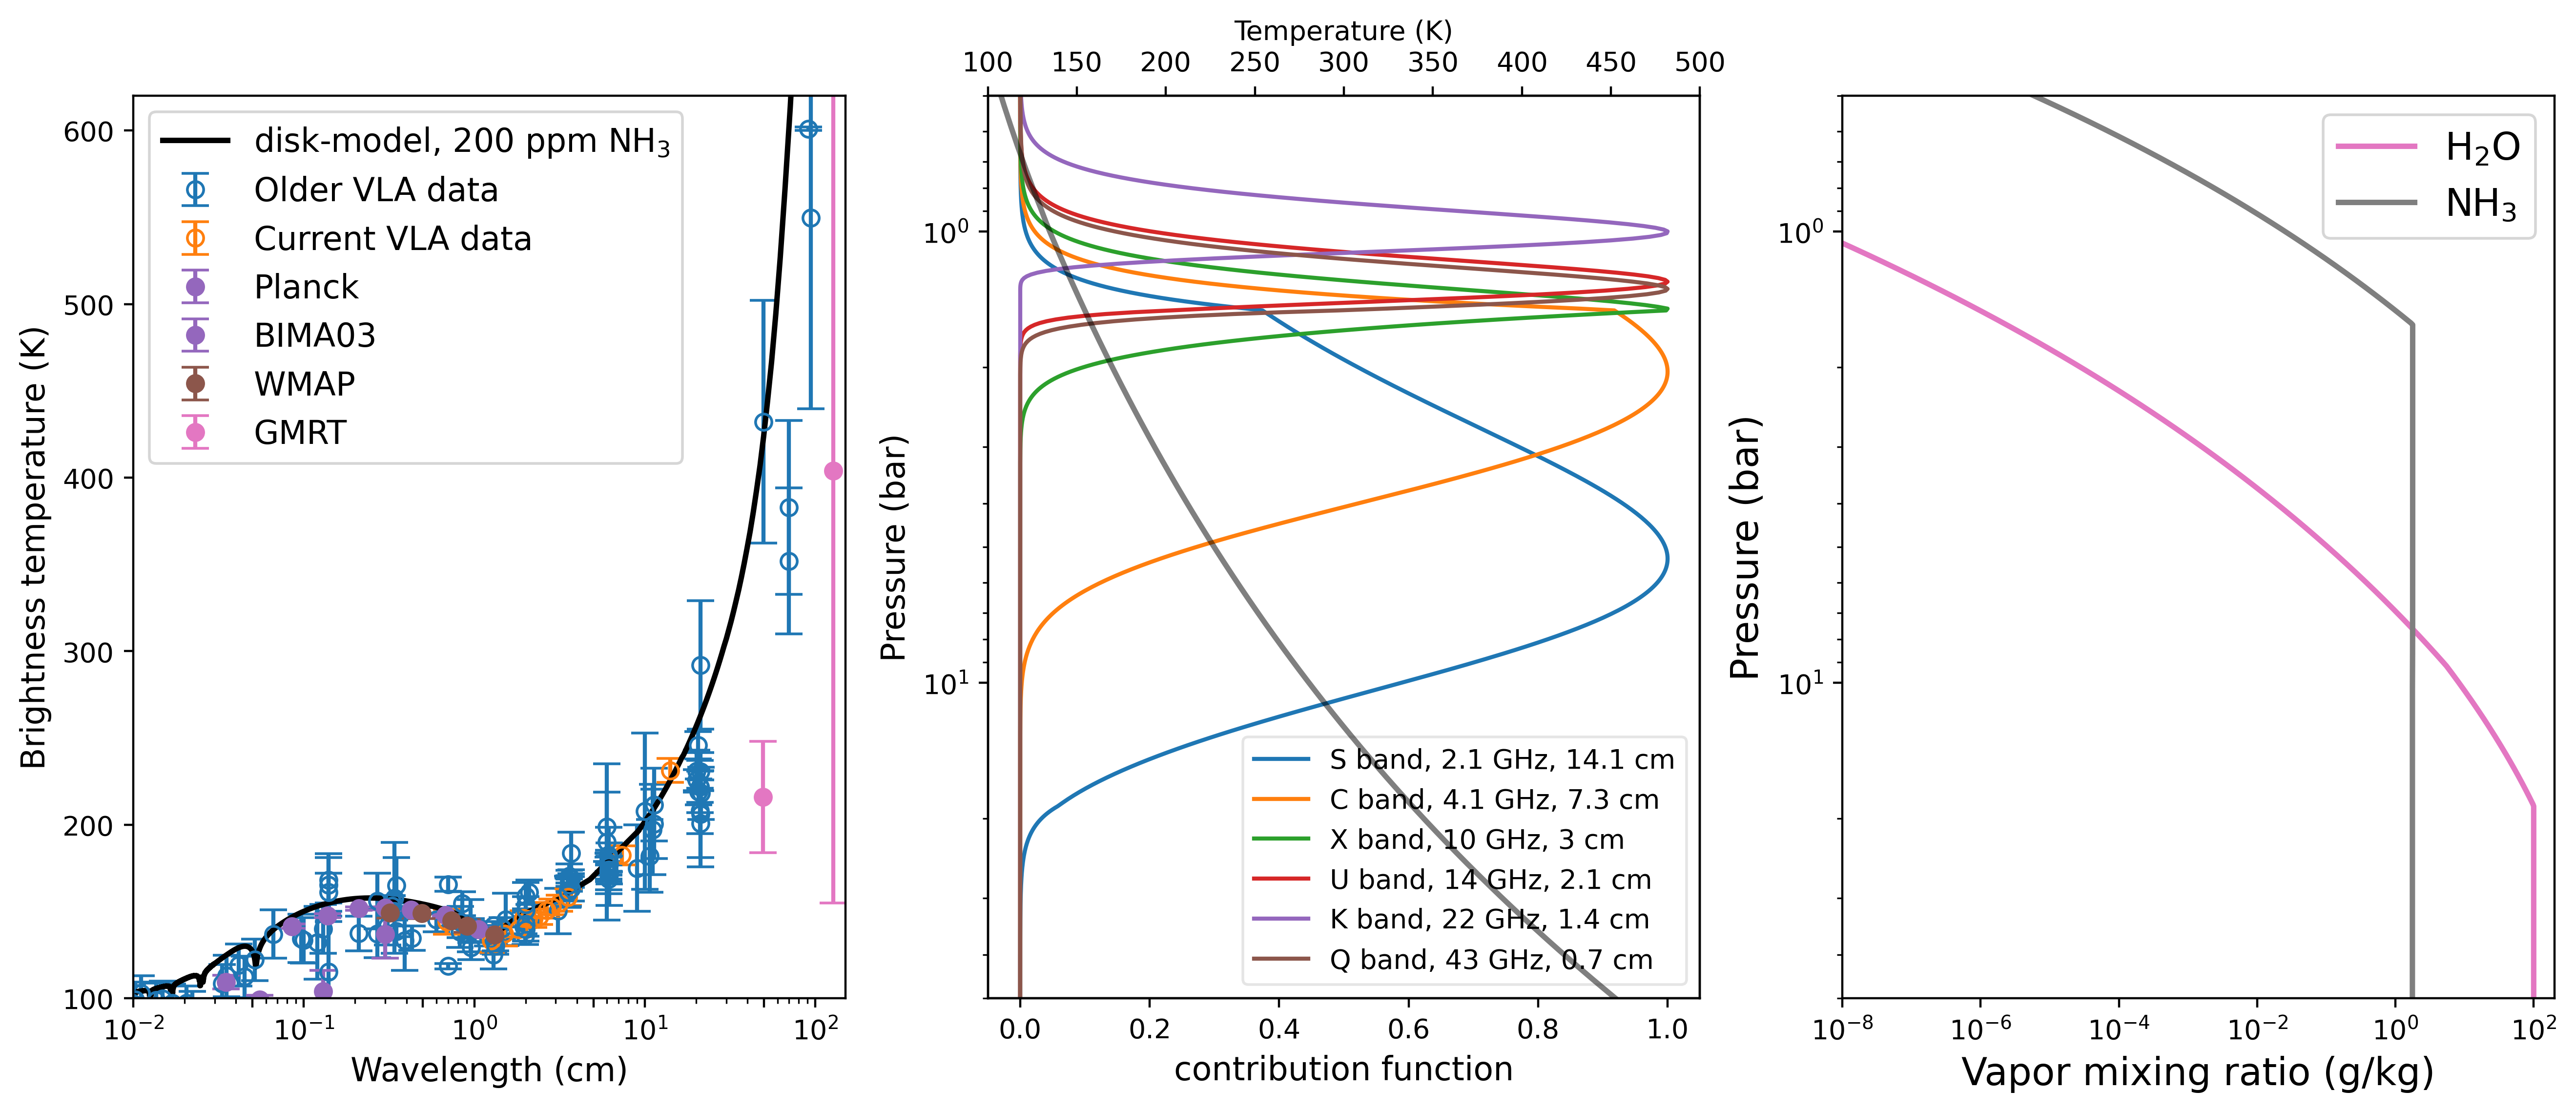 Brightness temperature (K)
600
500
400
300
200
100
disk-model, 200 ppm NH₃
Older VLA data
Current VLA data
Planck
BIMA03
WMAP
GMRT
10⁻² 10⁻¹ 10⁰ 10¹ 10²
Wavelength (cm)
Temperature (K)
100 150 200 250 300 350 400 450 500
Pressure (bar)
10⁰
10¹
S band, 2.1 GHz, 14.1 cm
C band, 4.1 GHz, 7.3 cm
X band, 10 GHz, 3 cm
U band, 14 GHz, 2.1 cm
K band, 22 GHz, 1.4 cm
Q band, 43 GHz, 0.7 cm
0.0 0.2 0.4 0.6 0.8 1.0
contribution function
Pressure (bar)
10⁰
10¹
H₂O
NH₃
10⁻⁸ 10⁻⁶ 10⁻⁴ 10⁻² 10⁰ 10²
Vapor mixing ratio (g/kg)